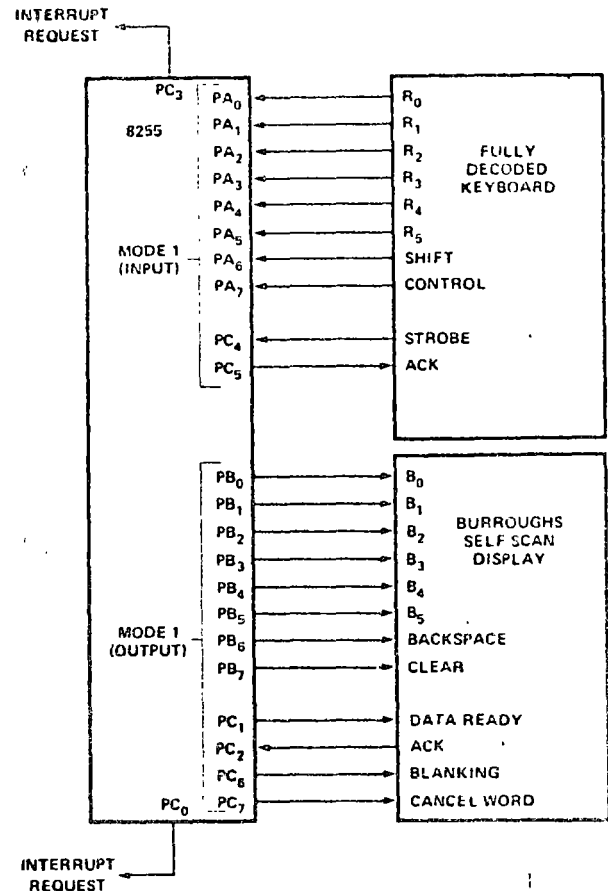 INTERRUPT
REQUEST
PC3
8255
MODE 1
(INPUT)
PA0
PA1
PA2
PA3
PA4
PA5
PA6
PA7
PC4
PC5
R0
R1
R2
R3
R4
R5
SHIFT
CONTROL
STROBE
ACK
FULLY
DECODED
KEYBOARD
MODE 1
(OUTPUT)
PB0
PB1
PB2
PB3
PB4
PB5
PB6
PB7
PC1
PC2
PC6
PC7
PC0
B0
B1
B2
B3
B4
B5
BACKSPACE
CLEAR
DATA READY
ACK
BLANKING
CANCEL WORD
BURROUGHS
SELF SCAN
DISPLAY
INTERRUPT
REQUEST